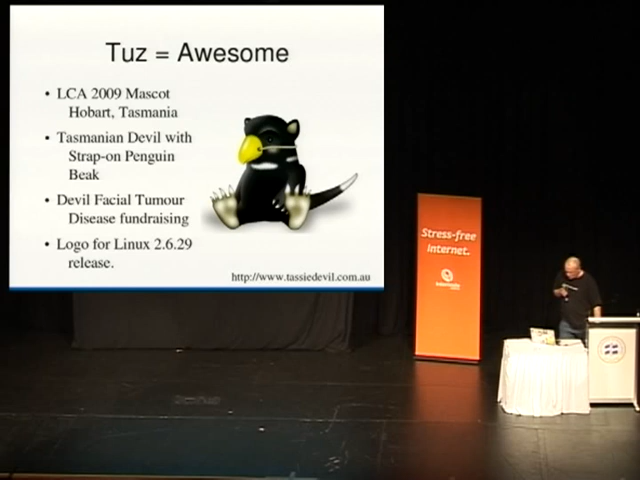 Tuz = Awesome
• LCA 2009 Mascot
Hobart, Tasmania
• Tasmanian Devil with
Strap-on Penguin
Beak
• Devil Facial Tumour
Disease fundraising
• Logo for Linux 2.6.29
release.
http://www.tassiedevil.com.au
Stress-free
internet.